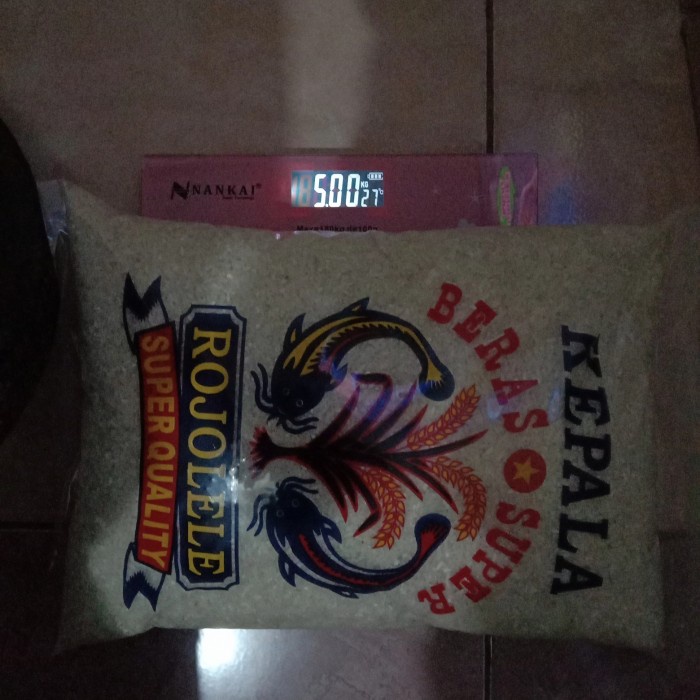 NANKAI®
5.00 KG
27°C
KEPALA
BERAS SUPER
ROJOLELE
SUPER QUALITY